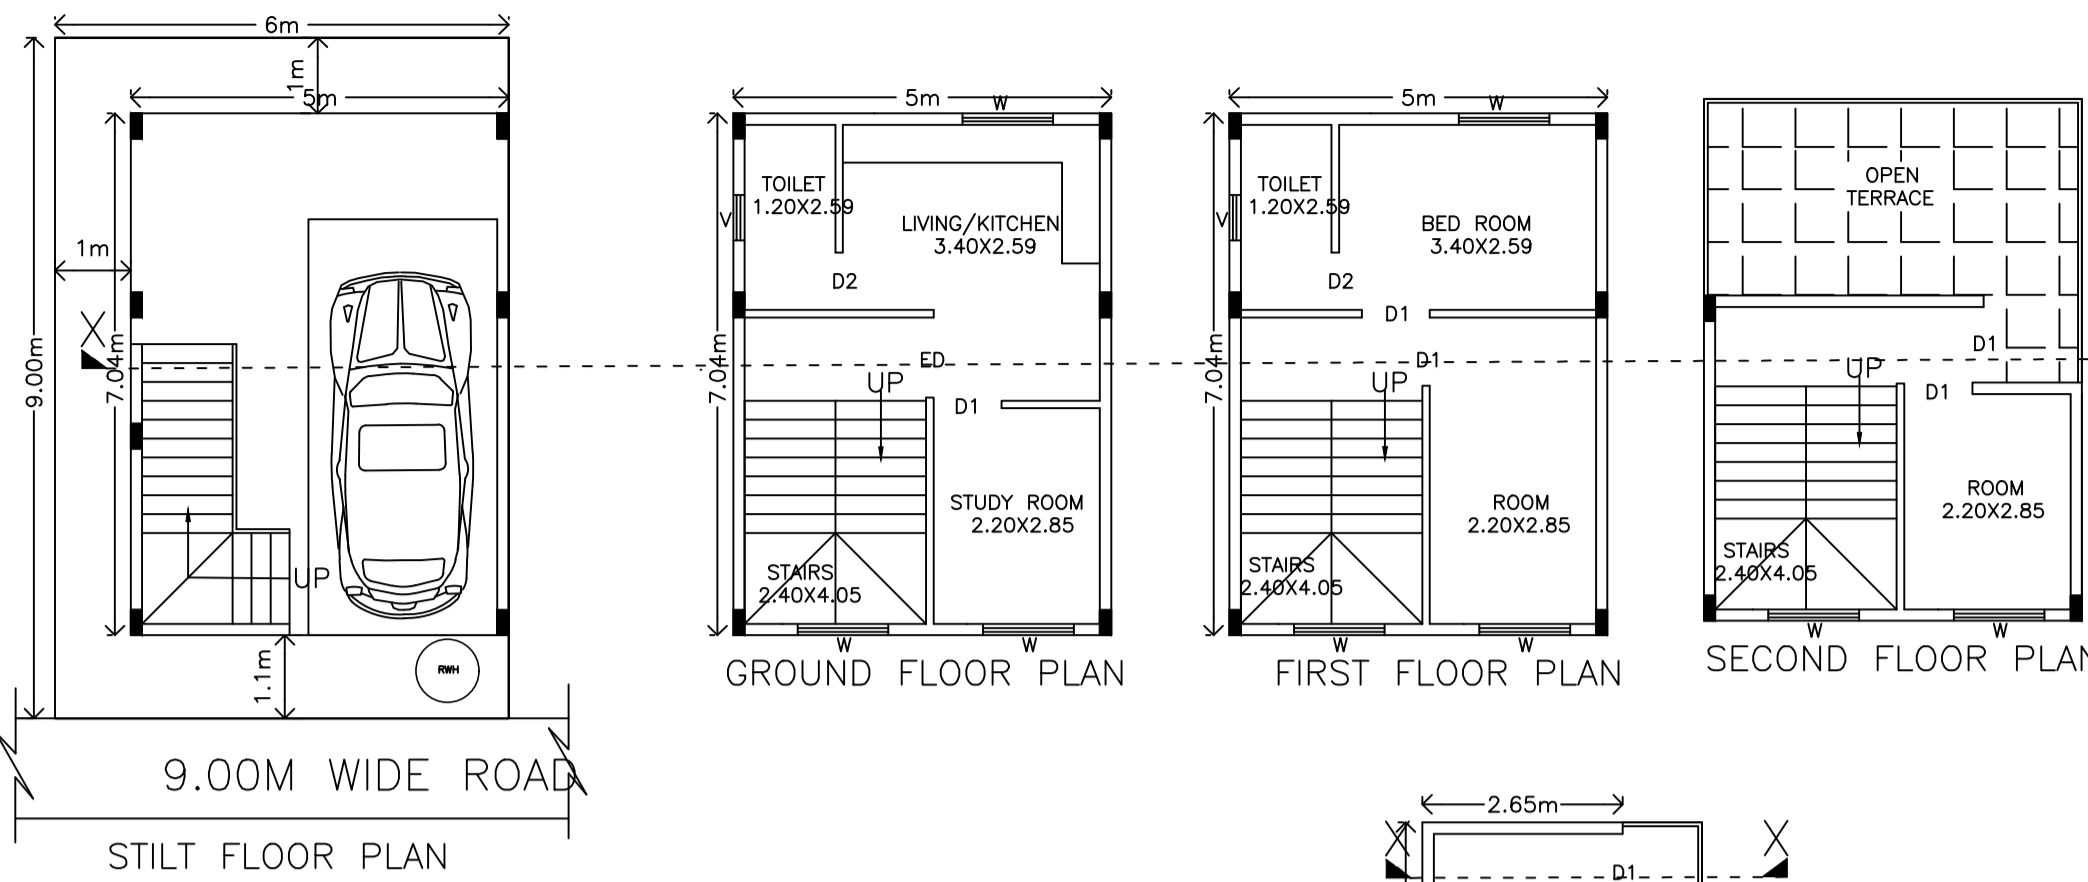 6m
1m
5m
1m
9.00m
7.04m
X
UP
1.1m
RWH
9.00M WIDE ROAD
STILT FLOOR PLAN
5m
W
TOILET
1.20X2.59
V
LIVING/KITCHEN
3.40X2.59
D2
7.04m
ED
UP
D1
STUDY ROOM
2.20X2.85
STAIRS
2.40X4.05
W
W
GROUND FLOOR PLAN
5m
W
TOILET
1.20X2.59
V
BED ROOM
3.40X2.59
D2
D1
7.04m
D1
UP
ROOM
2.20X2.85
STAIRS
2.40X4.05
W
W
FIRST FLOOR PLAN
OPEN
TERRACE
D1
UP
D1
ROOM
2.20X2.85
STAIRS
2.40X4.05
W
W
SECOND FLOOR PLAN
2.65m
X
X
D1